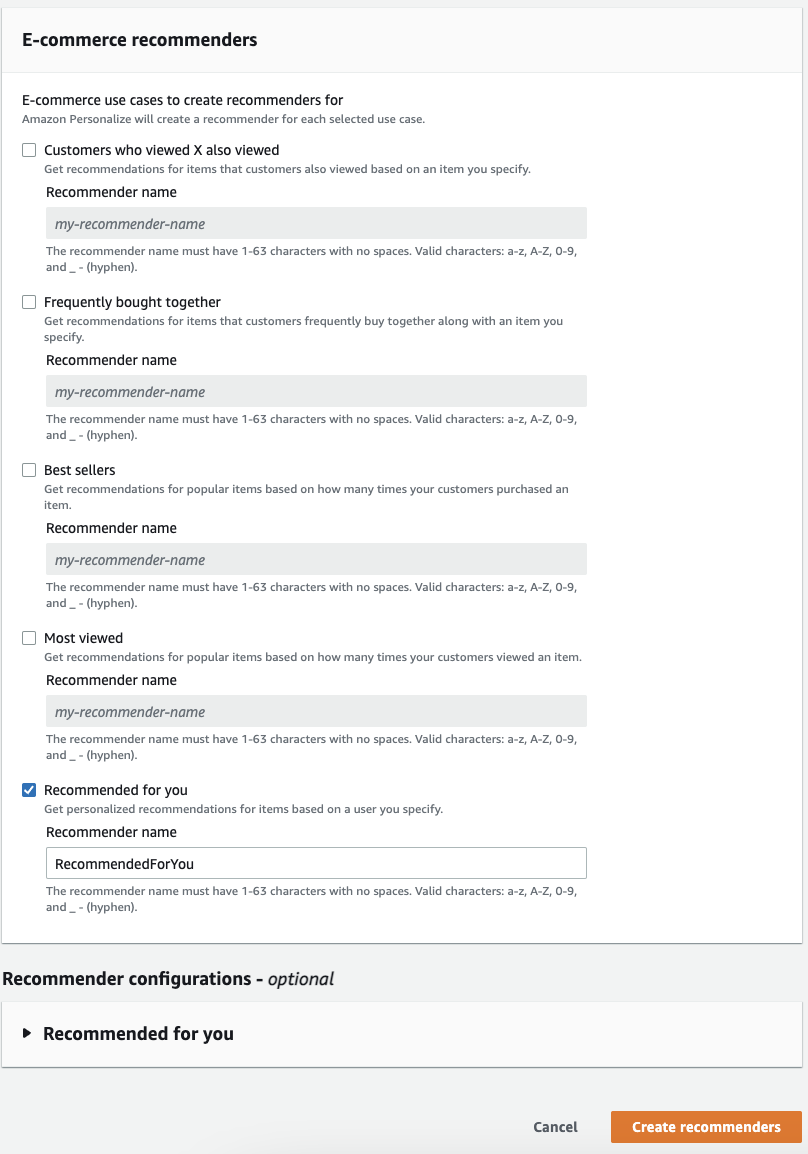 E-commerce recommenders
E-commerce use cases to create recommenders for
Amazon Personalize will create a recommender for each selected use case.
Customers who viewed X also viewed
Get recommendations for items that customers also viewed based on an item you specify.
Recommender name
my-recommender-name
The recommender name must have 1-63 characters with no spaces. Valid characters: a-z, A-Z, 0-9,
and _ - (hyphen).
Frequently bought together
Get recommendations for items that customers frequently buy together along with an item you
specify.
Recommender name
my-recommender-name
The recommender name must have 1-63 characters with no spaces. Valid characters: a-z, A-Z, 0-9,
and _ - (hyphen).
Best sellers
Get recommendations for popular items based on how many times your customers purchased an
item.
Recommender name
my-recommender-name
The recommender name must have 1-63 characters with no spaces. Valid characters: a-z, A-Z, 0-9,
and _ - (hyphen).
Most viewed
Get recommendations for popular items based on how many times your customers viewed an item.
Recommender name
my-recommender-name
The recommender name must have 1-63 characters with no spaces. Valid characters: a-z, A-Z, 0-9,
and _ - (hyphen).
Recommended for you
Get personalized recommendations for items based on a user you specify.
Recommender name
RecommendedForYou
The recommender name must have 1-63 characters with no spaces. Valid characters: a-z, A-Z, 0-9,
and _ - (hyphen).
Recommender configurations - optional
Recommended for you
Cancel
Create recommenders